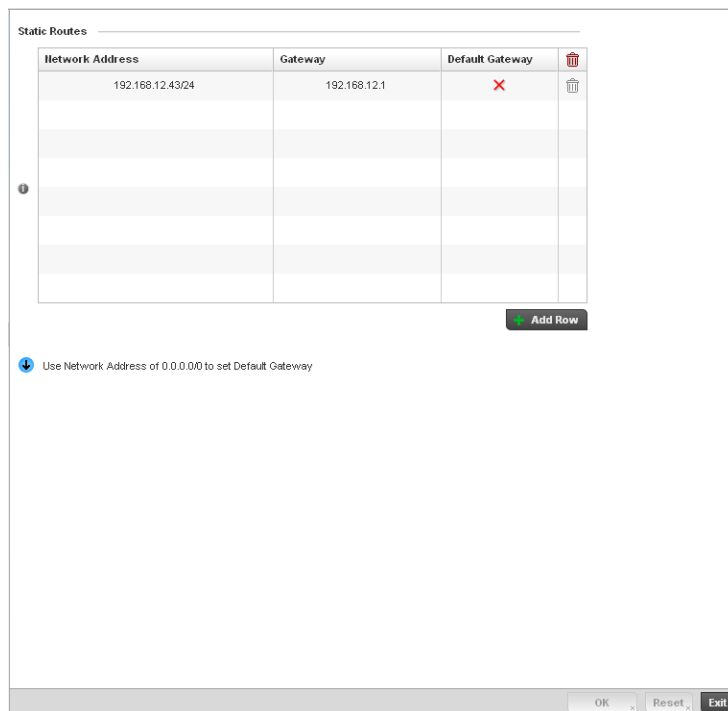 Static Routes
Network Address Gateway Default Gateway
192.168.12.43/24 192.168.12.1
Add Row
Use Network Address of 0.0.0.0/0 to set Default Gateway
OK Reset Exit